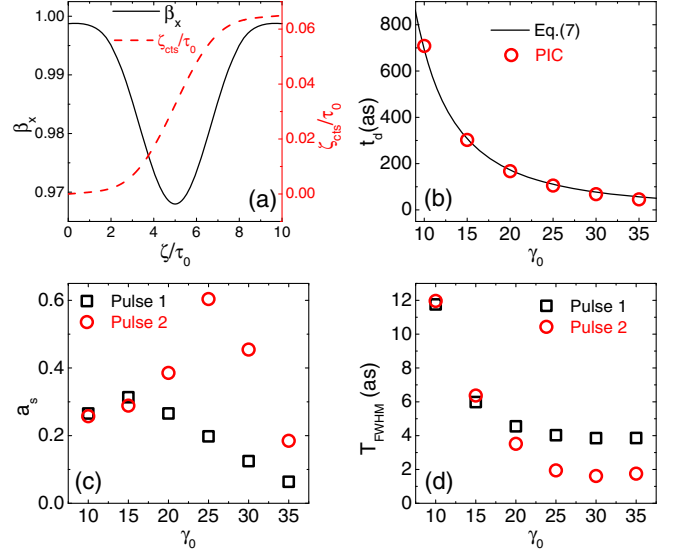 β_x
ζ_cts/τ_0
1.00
0.99
0.98
0.97
β_x
0.06
0.04
0.02
0.00
ζ_cts/τ_0
0 2 4 6 8 10
ζ/τ_0
(a)
800
600
400
200
0
t_d(as)
Eq.(7)
PIC
(b)
10 15 20 25 30 35
γ_0
0.6
0.4
0.2
0.0
a_s
Pulse 1
Pulse 2
(c)
10 15 20 25 30 35
γ_0
12
10
8
6
4
2
0
T_FWHM (as)
Pulse 1
Pulse 2
(d)
10 15 20 25 30 35
γ_0